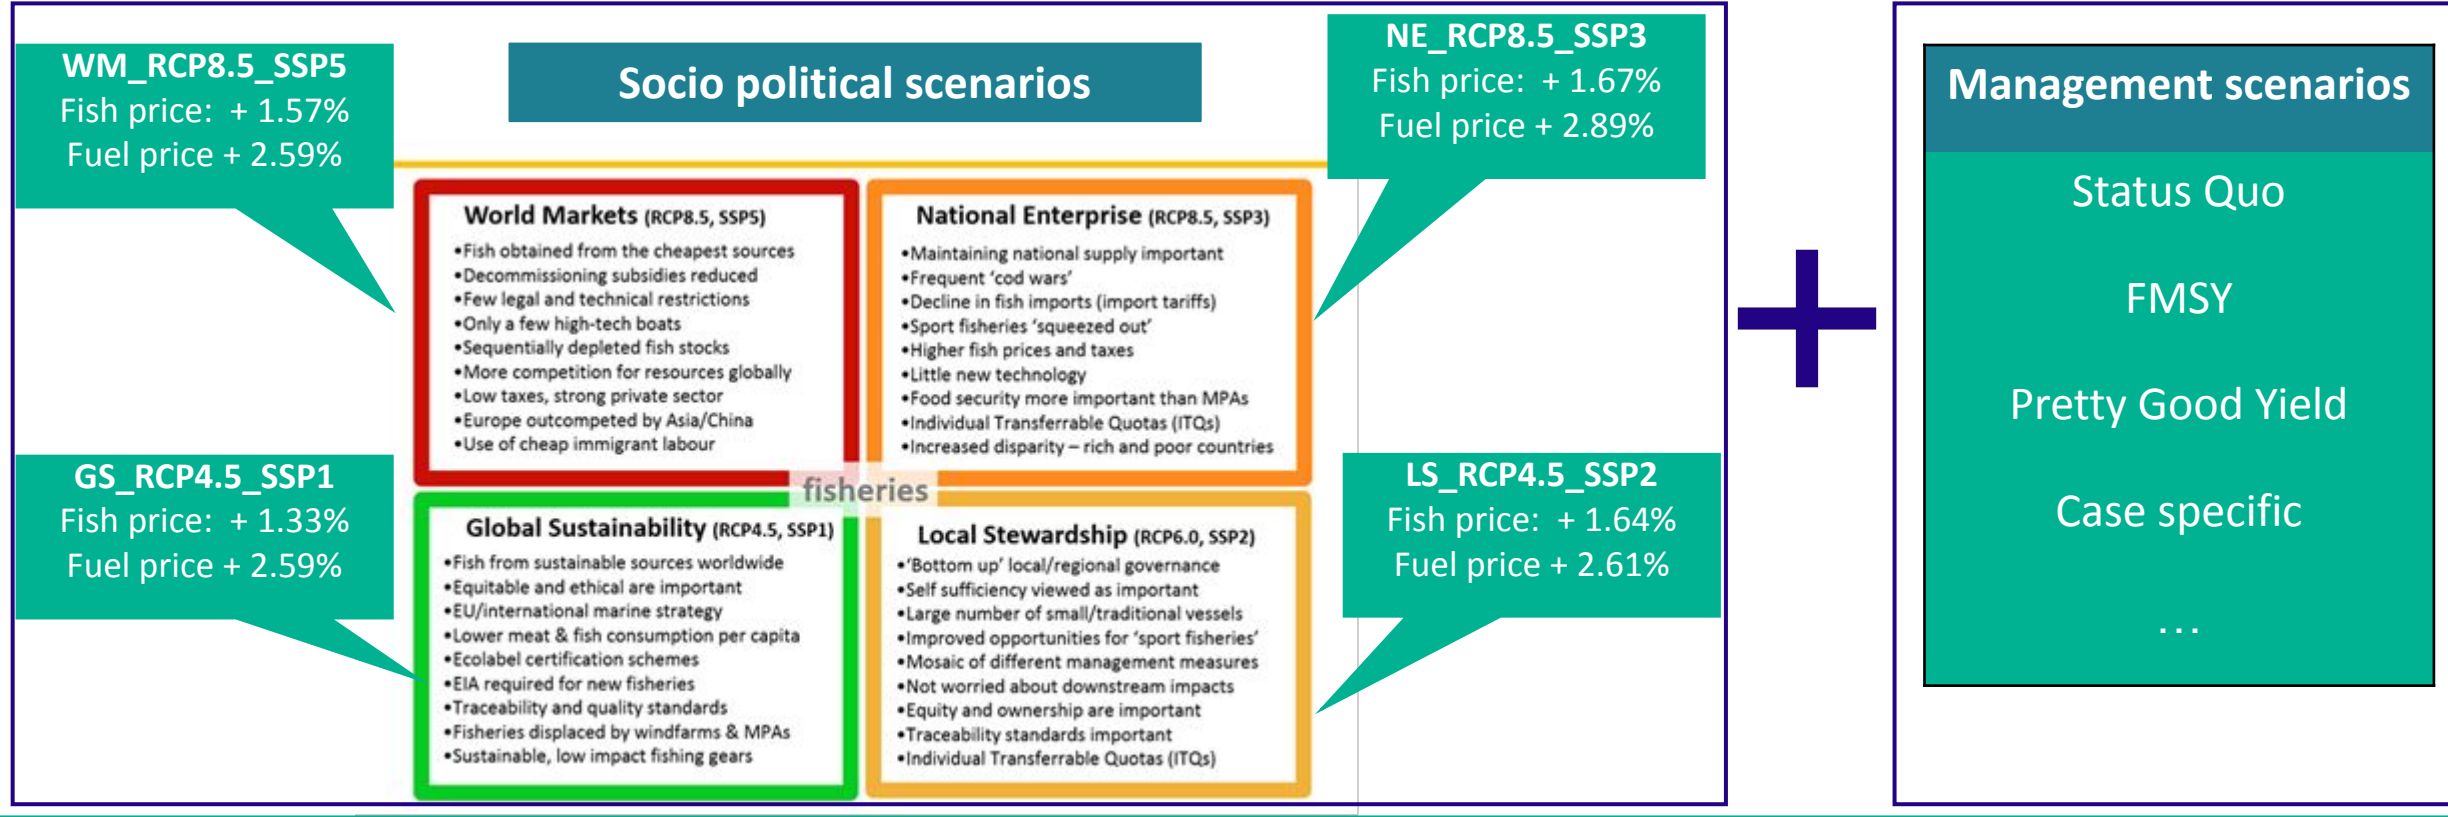 WM_RCP8.5_SSP5
Fish price: + 1.57%
Fuel price + 2.59%
Socio political scenarios
NE_RCP8.5_SSP3
Fish price: + 1.67%
Fuel price + 2.89%
World Markets (RCP8.5, SSP5)
•Fish obtained from the cheapest sources
•Decommissioning subsidies reduced
•Few legal and technical restrictions
•Only a few high-tech boats
•Sequentially depleted fish stocks
•More competition for resources globally
•Low taxes, strong private sector
•Europe outcompeted by Asia/China
•Use of cheap immigrant labour
National Enterprise (RCP8.5, SSP3)
•Maintaining national supply important
•Frequent ‘cod wars’
•Decline in fish imports (import tariffs)
•Sport fisheries ‘squeezed out’
•Higher fish prices and taxes
•Little new technology
•Food security more important than MPAs
•Individual Transferrable Quotas (ITQs)
•Increased disparity – rich and poor countries
fisheries
GS_RCP4.5_SSP1
Fish price: + 1.33%
Fuel price + 2.59%
Global Sustainability (RCP4.5, SSP1)
•Fish from sustainable sources worldwide
•Equitable and ethical are important
•EU/international marine strategy
•Lower meat & fish consumption per capita
•Ecolabel certification schemes
•EIA required for new fisheries
•Traceability and quality standards
•Fisheries displaced by windfarms & MPAs
•Sustainable, low impact fishing gears
Local Stewardship (RCP6.0, SSP2)
•‘Bottom up’ local/regional governance
•Self sufficiency viewed as important
•Large number of small/traditional vessels
•Improved opportunities for ‘sport fisheries’
•Mosaic of different management measures
•Not worried about downstream impacts
•Equity and ownership are important
•Traceability standards important
•Individual Transferrable Quotas (ITQs)
LS_RCP4.5_SSP2
Fish price: + 1.64%
Fuel price + 2.61%
+
Management scenarios
Status Quo
FMSY
Pretty Good Yield
Case specific
...